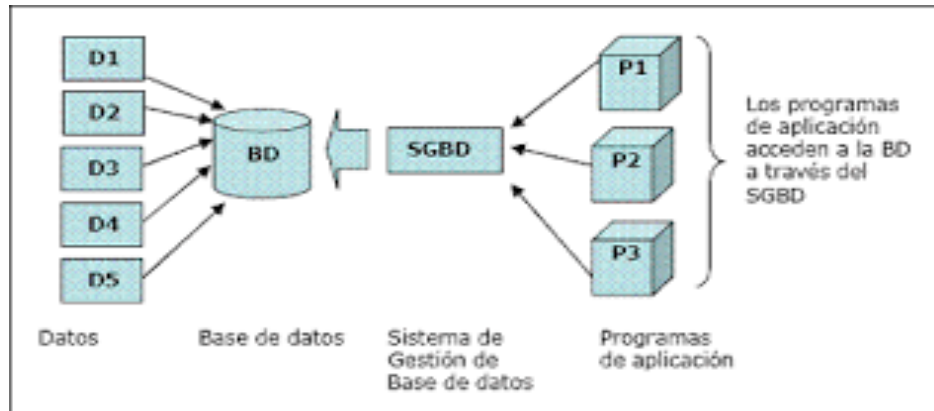 D1
D2
D3
D4
D5
BD
SGBD
P1
P2
P3
Los programas
de aplicación
acceden a la BD
a través del
SGBD
Datos
Base de datos
Sistema de
Gestión de
Base de datos
Programas
de aplicación